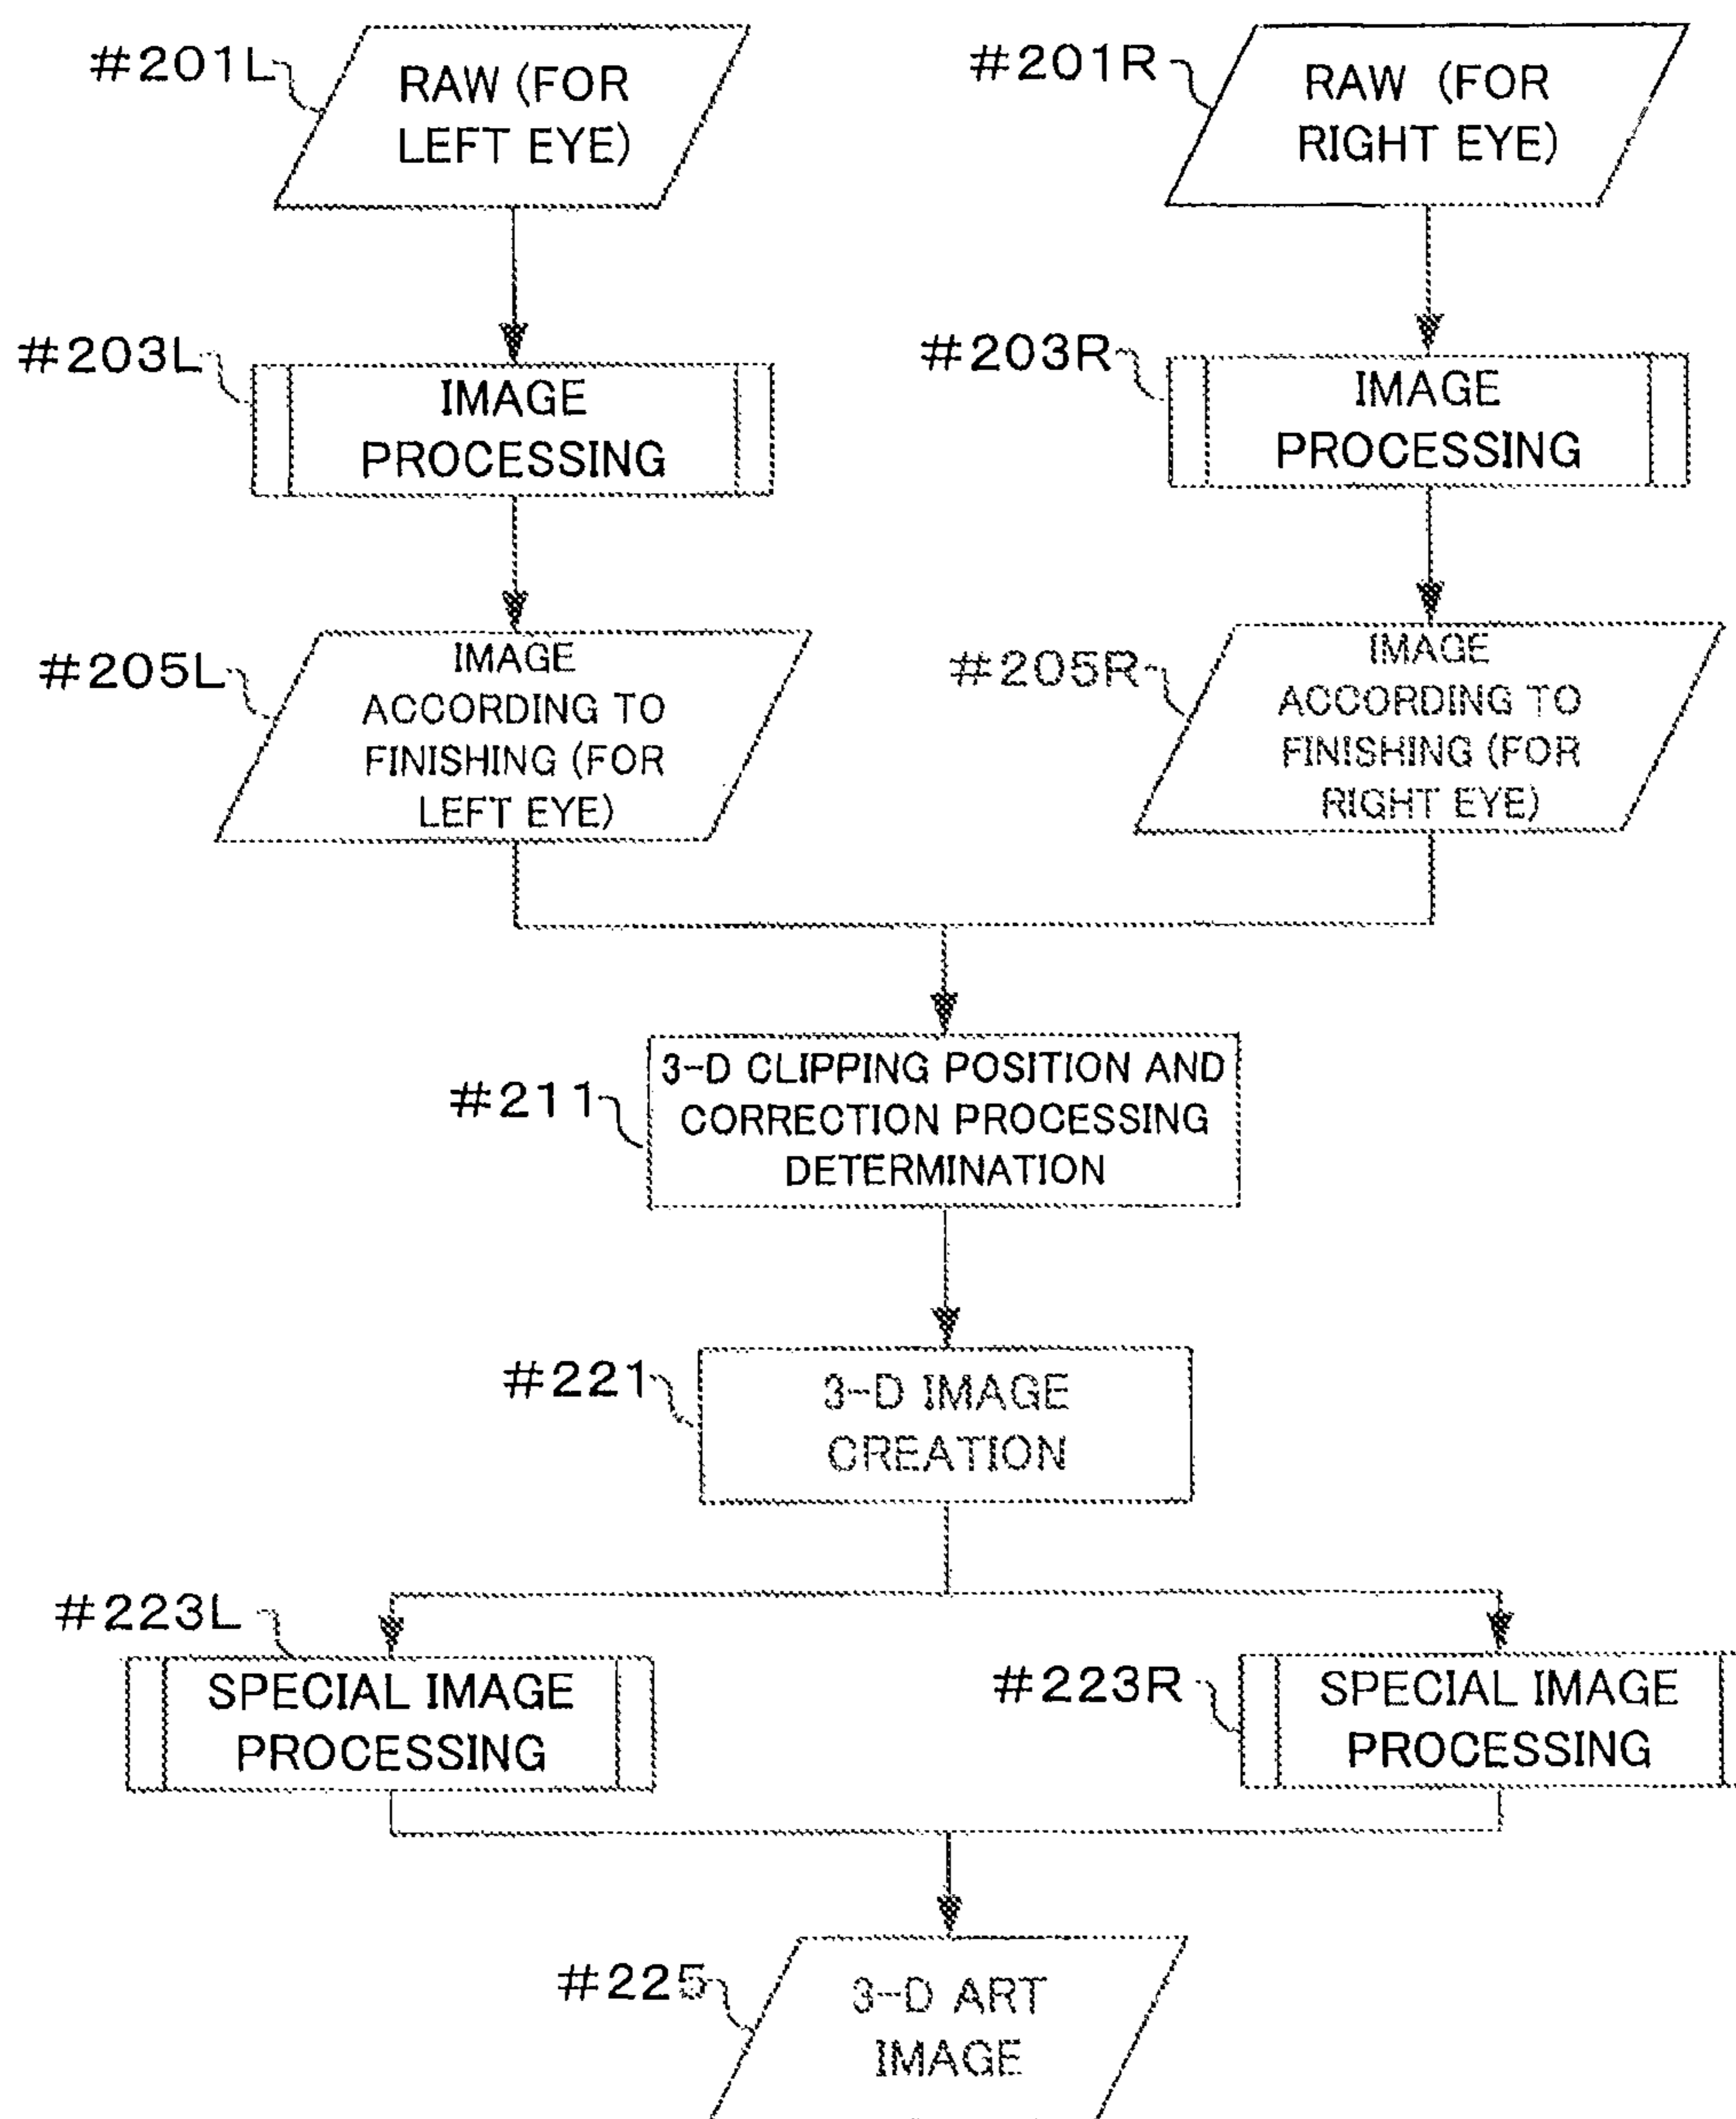 #201L
RAW (FOR
LEFT EYE)
#201R
RAW (FOR
RIGHT EYE)
#203L
IMAGE
PROCESSING
#203R
IMAGE
PROCESSING
#205L
IMAGE
ACCORDING TO
FINISHING (FOR
LEFT EYE)
#205R
IMAGE
ACCORDING TO
FINISHING (FOR
RIGHT EYE)
#211
3-D CLIPPING POSITION AND
CORRECTION PROCESSING
DETERMINATION
#221
3-D IMAGE
CREATION
#223L
SPECIAL IMAGE
PROCESSING
#223R
SPECIAL IMAGE
PROCESSING
#225
3-D ART
IMAGE